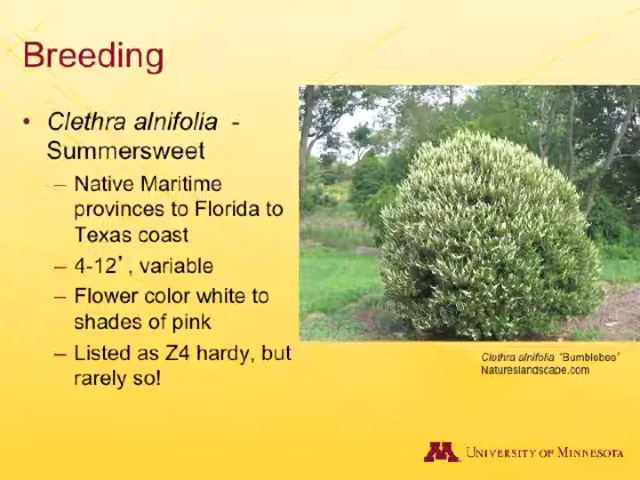 Breeding
• Clethra alnifolia -
Summersweet
– Native Maritime
provinces to Florida to
Texas coast
– 4-12’, variable
– Flower color white to
shades of pink
– Listed as Z4 hardy, but
rarely so!
Clethra alnifolia ‘Bumblebee’
Natureslandscape.com
M UNIVERSITY OF MINNESOTA